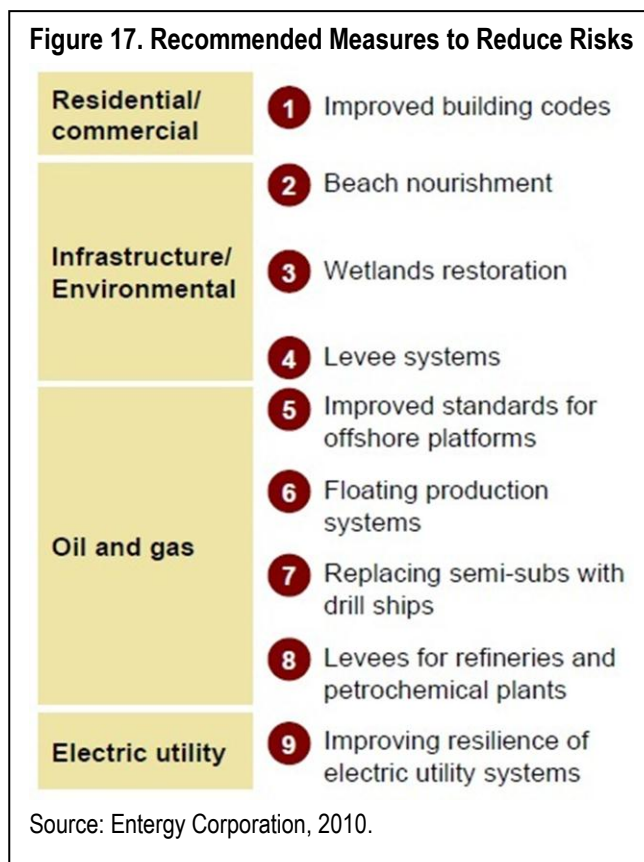 Figure 17. Recommended Measures to Reduce Risks
Residential/
commercial
1 Improved building codes
Infrastructure/
Environmental
2 Beach nourishment
3 Wetlands restoration
4 Levee systems
Oil and gas
5 Improved standards for
offshore platforms
6 Floating production
systems
7 Replacing semi-subs with
drill ships
8 Levees for refineries and
petrochemical plants
Electric utility
9 Improving resilience of
electric utility systems
Source: Entergy Corporation, 2010.